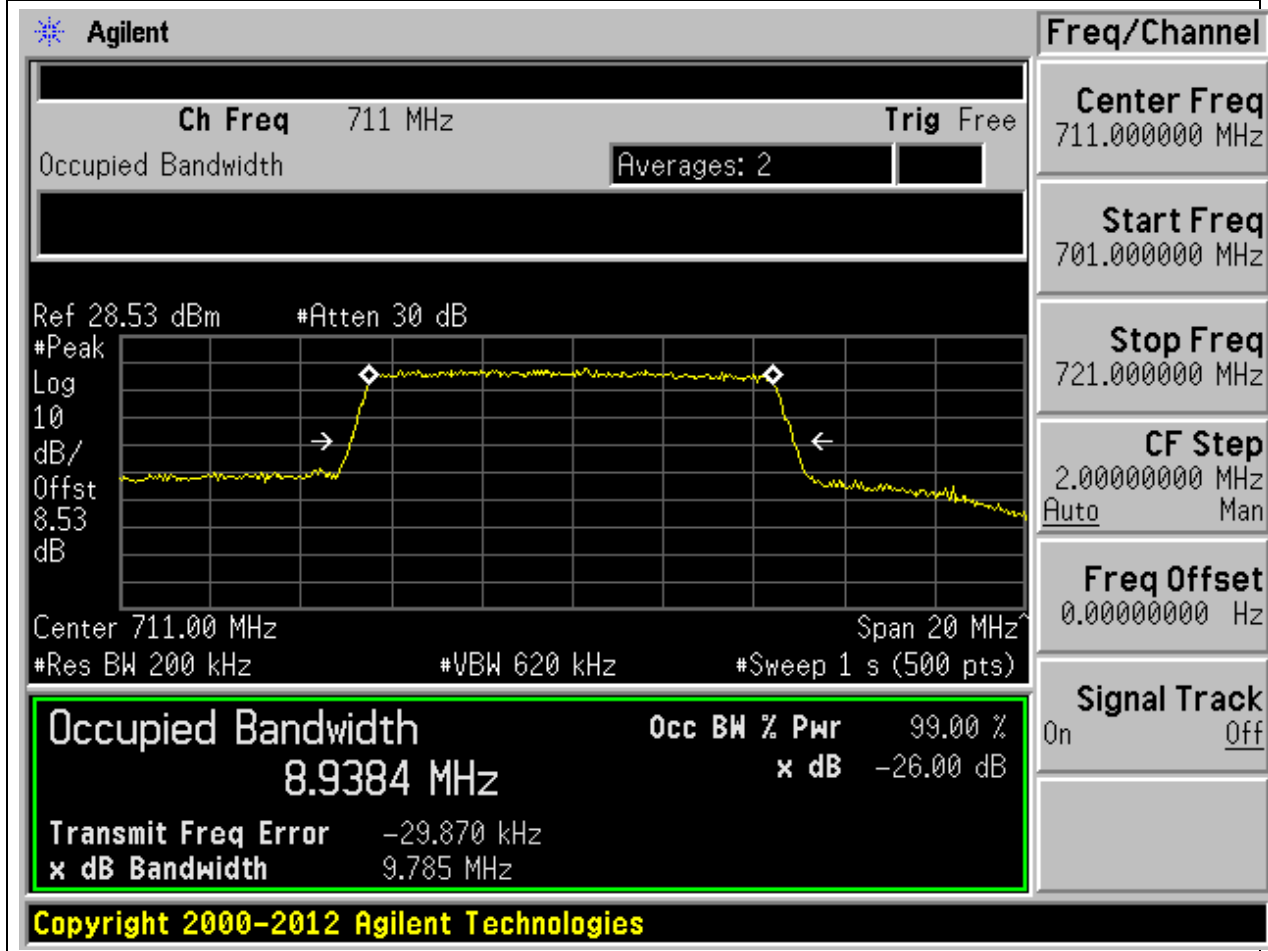 Agilent
Freq/Channel
Ch Freq 711 MHz Trig Free
Occupied Bandwidth Averages: 2
Center Freq
711.000000 MHz
Start Freq
701.000000 MHz
Stop Freq
721.000000 MHz
CF Step
2.00000000 MHz
Auto Man
Freq Offset
0.00000000 Hz
Signal Track
On Off
Ref 28.53 dBm #Atten 30 dB
#Peak
Log
10
dB/
Offst
8.53
dB
Center 711.00 MHz Span 20 MHz^
#Res BW 200 kHz #VBW 620 kHz #Sweep 1 s (500 pts)
Occupied Bandwidth Occ BW % Pwr 99.00 %
8.9384 MHz x dB -26.00 dB
Transmit Freq Error -29.870 kHz
x dB Bandwidth 9.785 MHz
Copyright 2000-2012 Agilent Technologies